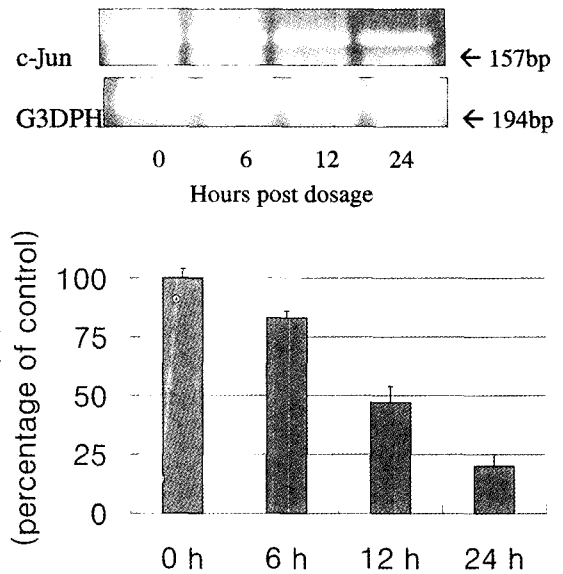 c-Jun ← 157bp
G3DPH ← 194bp
0 6 12 24
Hours post dosage
(percentage of control)
100
75
50
25
0
0 h 6 h 12 h 24 h